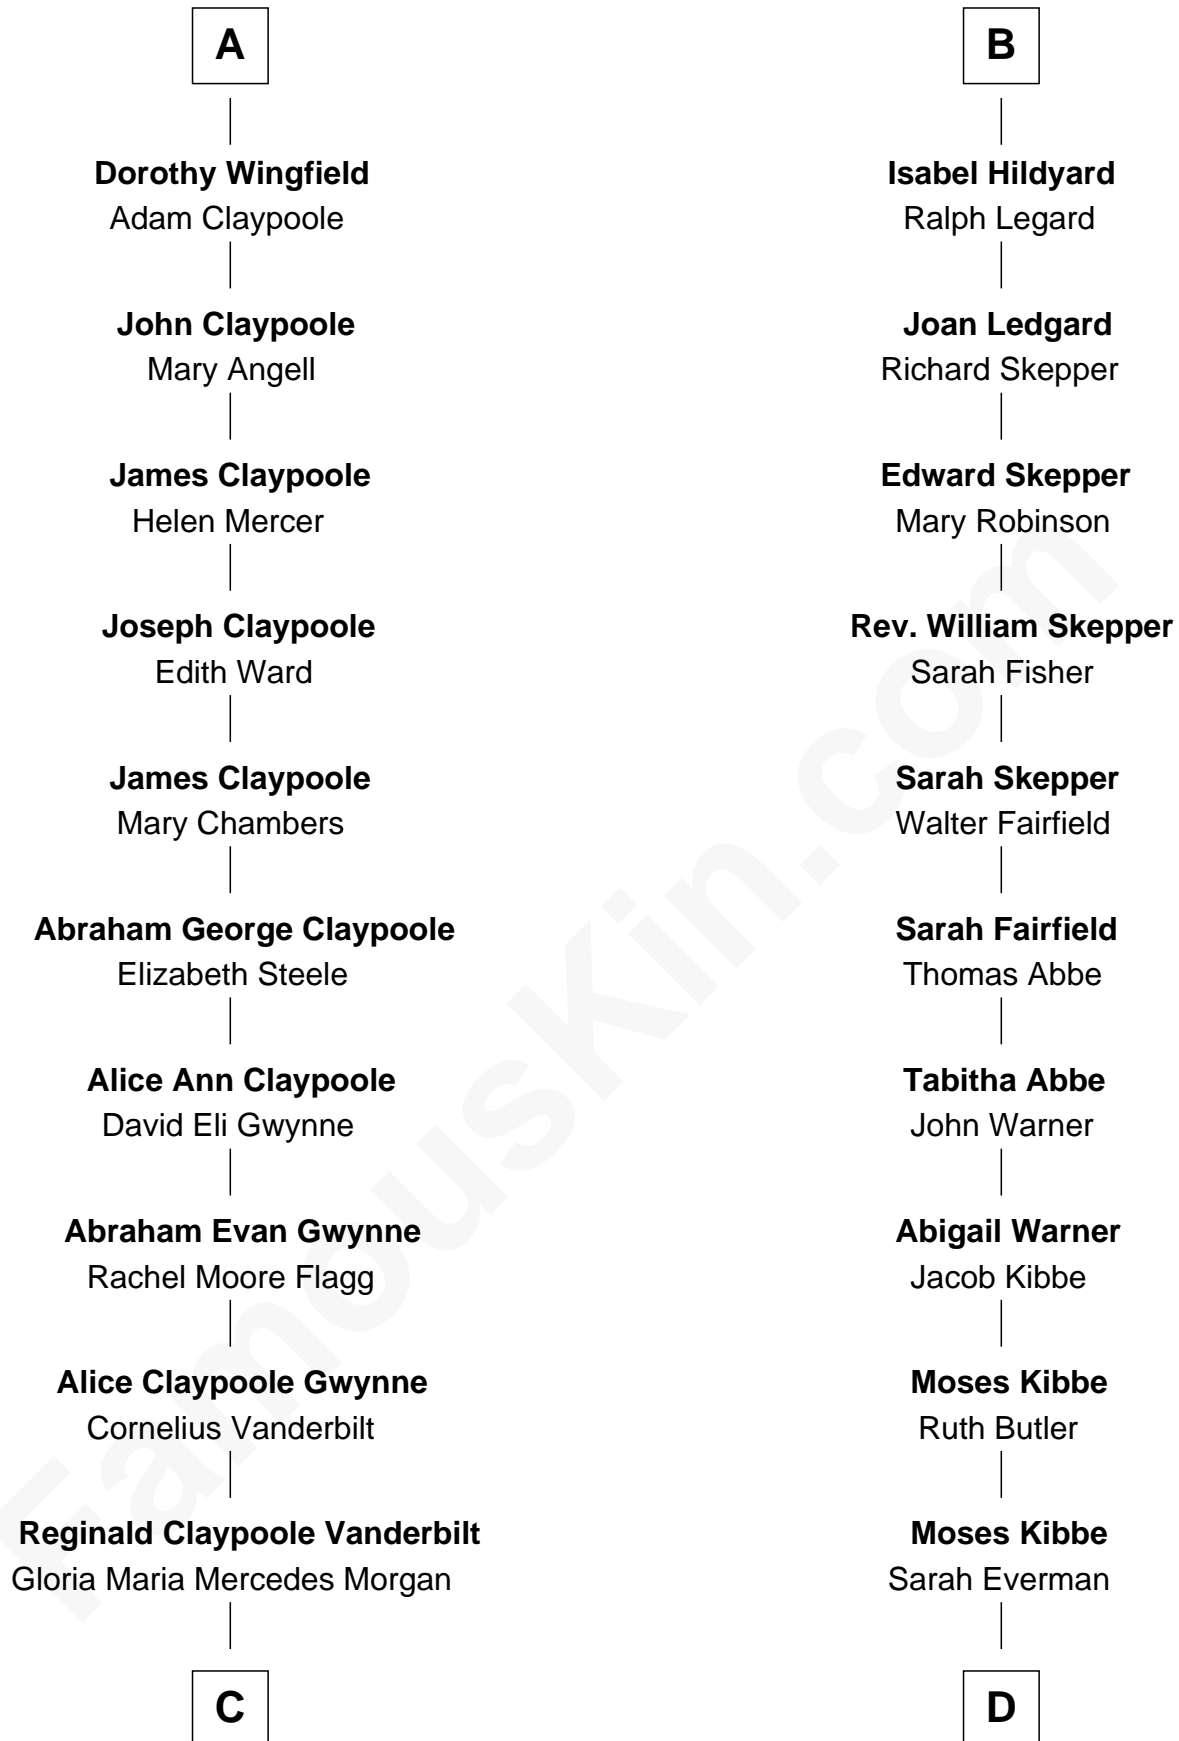 A
Dorothy Wingfield
Adam Claypoole
John Claypoole
Mary Angell
James Claypoole
Helen Mercer
Joseph Claypoole
Edith Ward
James Claypoole
Mary Chambers
Abraham George Claypoole
Elizabeth Steele
Alice Ann Claypoole
David Eli Gwynne
Abraham Evan Gwynne
Rachel Moore Flagg
Alice Claypoole Gwynne
Cornelius Vanderbilt
Reginald Claypoole Vanderbilt
Gloria Maria Mercedes Morgan
C
B
Isabel Hildyard
Ralph Legard
Joan Ledgard
Richard Skepper
Edward Skepper
Mary Robinson
Rev. William Skepper
Sarah Fisher
Sarah Skepper
Walter Fairfield
Sarah Fairfield
Thomas Abbe
Tabitha Abbe
John Warner
Abigail Warner
Jacob Kibbe
Moses Kibbe
Ruth Butler
Moses Kibbe
Sarah Everman
D
FamousKin.com